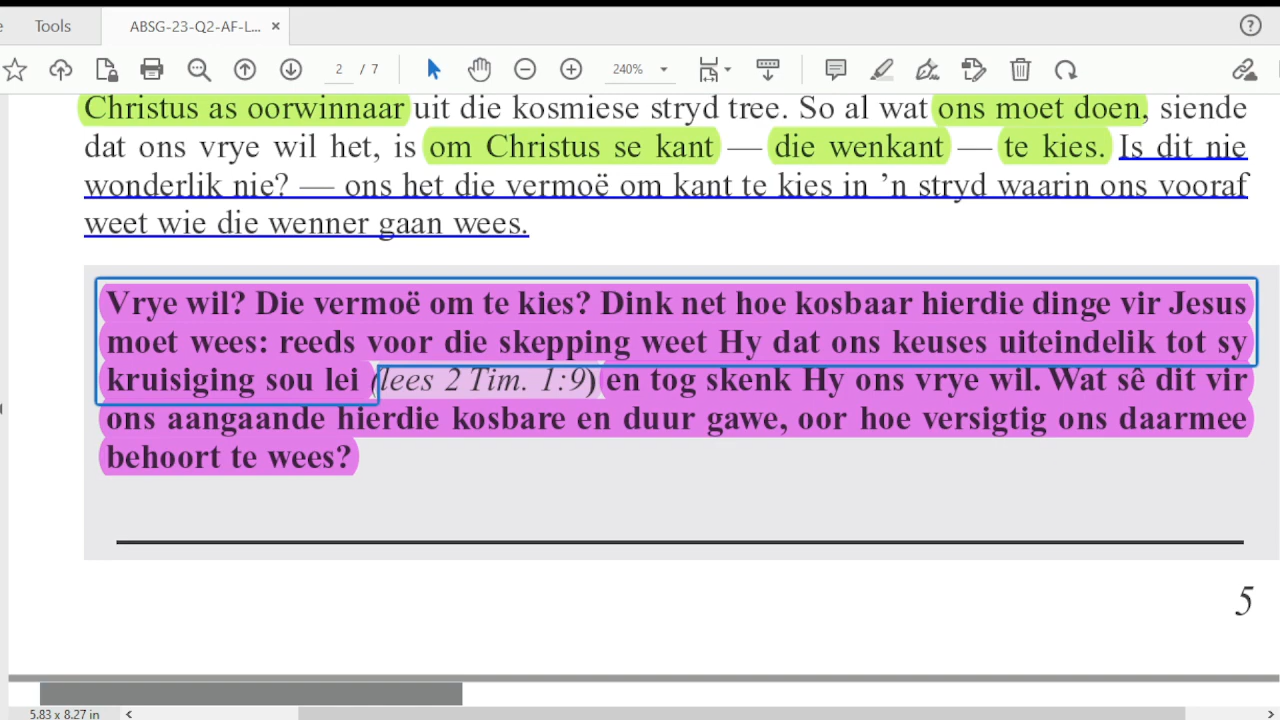 Tools
ABSG-23-Q2-AF-L... ×
2 / 7
240%
Christus as oorwinnaar uit die kosmiese stryd tree. So al wat ons moet doen, siende
dat ons vrye wil het, is om Christus se kant — die wenkant — te kies. Is dit nie
wonderlik nie? — ons het die vermoë om kant te kies in ’n stryd waarin ons vooraf
weet wie die wenner gaan wees.
Vrye wil? Die vermoë om te kies? Dink net hoe kosbaar hierdie dinge vir Jesus
moet wees: reeds voor die skepping weet Hy dat ons keuses uiteindelik tot sy
kruisiging sou lei (lees 2 Tim. 1:9) en tog skenk Hy ons vrye wil. Wat sê dit vir
ons aangaande hierdie kosbare en duur gawe, oor hoe versigtig ons daarmee
behoort te wees?
5
5.83 x 8.27 in